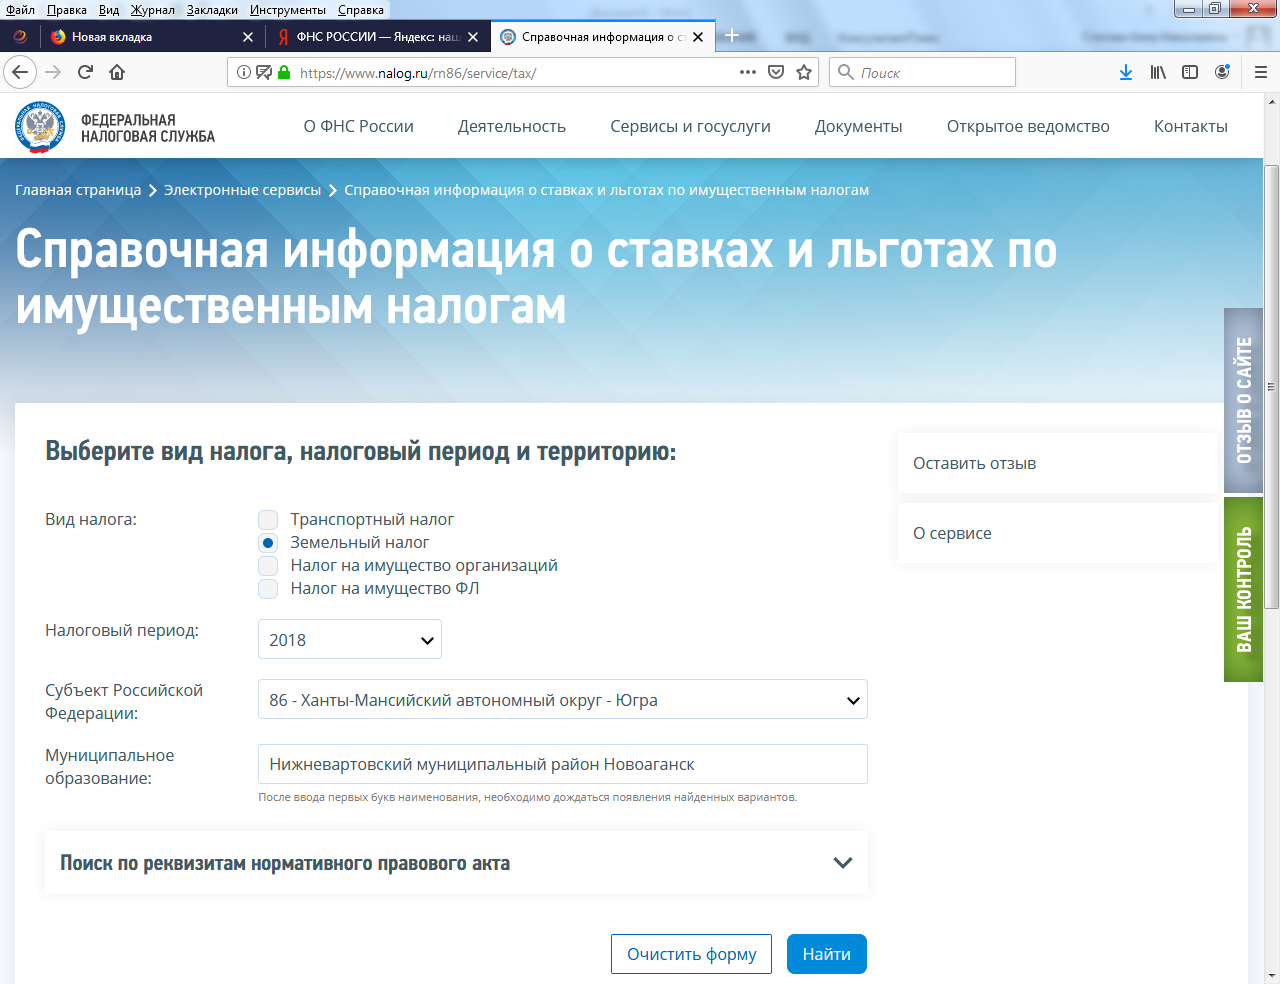 Файл Правка Вид Журнал Закладки Инструменты Справка
Новая вкладка
ФНС РОССИИ — Яндекс: наш
Справочная информация о ст
https://www.nalog.ru/rn86/service/tax/
Поиск
ФЕДЕРАЛЬНАЯ
НАЛОГОВАЯ СЛУЖБА
О ФНС России Деятельность Сервисы и госуслуги Документы Открытое ведомство Контакты
Главная страница Электронные сервисы Справочная информация о ставках и льготах по имущественным налогам
Справочная информация о ставках и льготах по
имущественным налогам
ОТЗЫВ О САЙТЕ
ВАШ КОНТРОЛЬ
Выберите вид налога, налоговый период и территорию:
Оставить отзыв
О сервисе
Вид налога:
Транспортный налог
Земельный налог
Налог на имущество организаций
Налог на имущество ФЛ
Налоговый период:
2018
Субъект Российской
Федерации:
86 - Ханты-Мансийский автономный округ - Югра
Муниципальное
образование:
Нижневартовский муниципальный район Новоаганск
После ввода первых букв наименования, необходимо дождаться появления найденных вариантов.
Поиск по реквизитам нормативного правового акта
Очистить форму
Найти